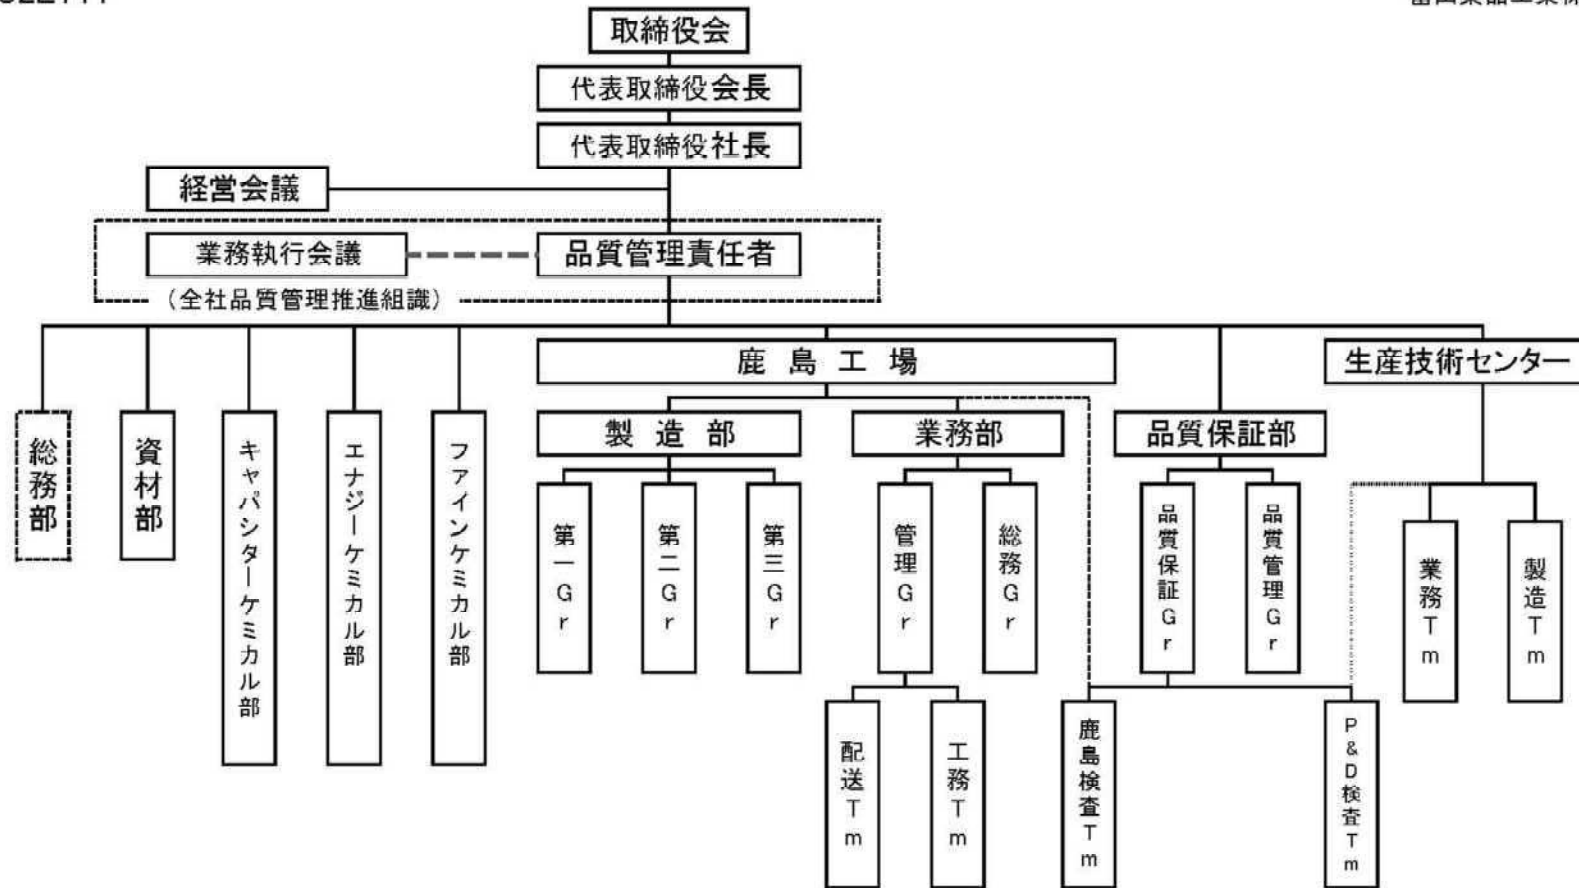 取締役会
代表取締役会長
代表取締役社長
経営会議
業務執行会議
品質管理責任者
（全社品質管理推進組織）
鹿島工場
生産技術センター
総務部
資材部
キャパシターケミカル部
エナジーケミカル部
ファインケミカル部
製造部
業務部
品質保証部
第一Gr
第二Gr
第三Gr
管理Gr
総務Gr
品質保証Gr
品質管理Gr
業務Tm
製造Tm
配送Tm
工務Tm
鹿島検査Tm
P&D検査Tm